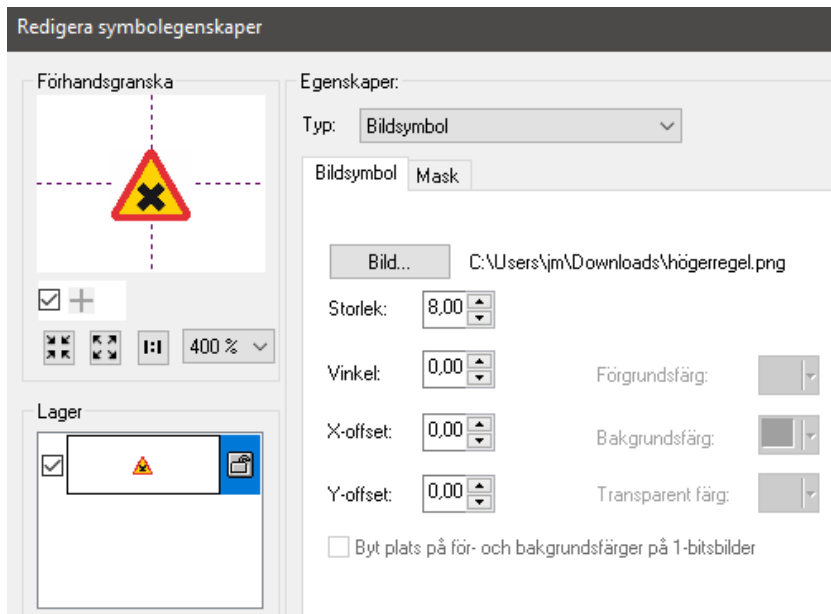 Redigera symbolegenskaper
Förhandsgranska
400 %
Lager
Egenskaper:
Typ: Bildsymbol
Bildsymbol Mask
Bild... C:\Users\jm\Downloads\högerregel.png
Storlek: 8,00
Vinkel: 0,00 Förgrundsfärg:
X-offset: 0,00 Bakgrundsfärg:
Y-offset: 0,00 Transparent färg:
Byt plats på för- och bakgrundsfärger på 1-bitsbilder